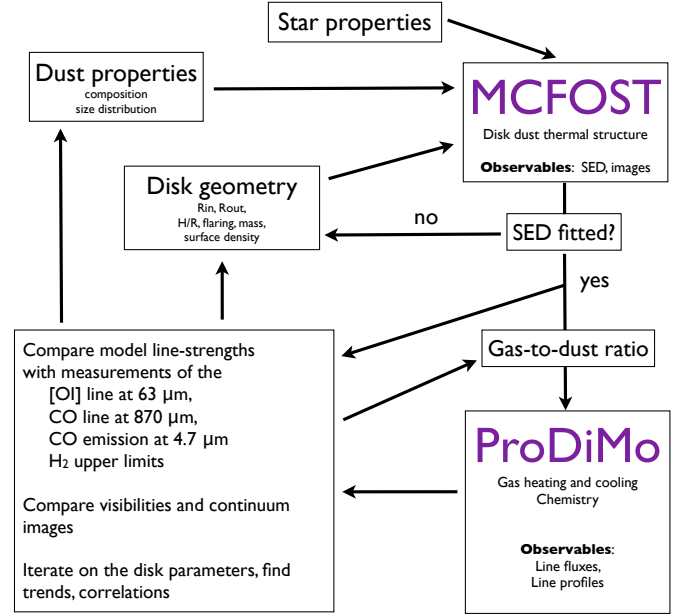 Star properties
Dust properties
composition
size distribution
MCFOST
Disk dust thermal structure
Observables: SED, images
Disk geometry
Rin, Rout,
H/R, flaring, mass,
surface density
no
SED fitted?
yes
Gas-to-dust ratio
Compare model line-strengths
with measurements of the
[OI] line at 63 μm,
CO line at 870 μm,
CO emission at 4.7 μm
H₂ upper limits
Compare visibilities and continuum
images
Iterate on the disk parameters, find
trends, correlations
ProDiMo
Gas heating and cooling
Chemistry
Observables:
Line fluxes,
Line profiles